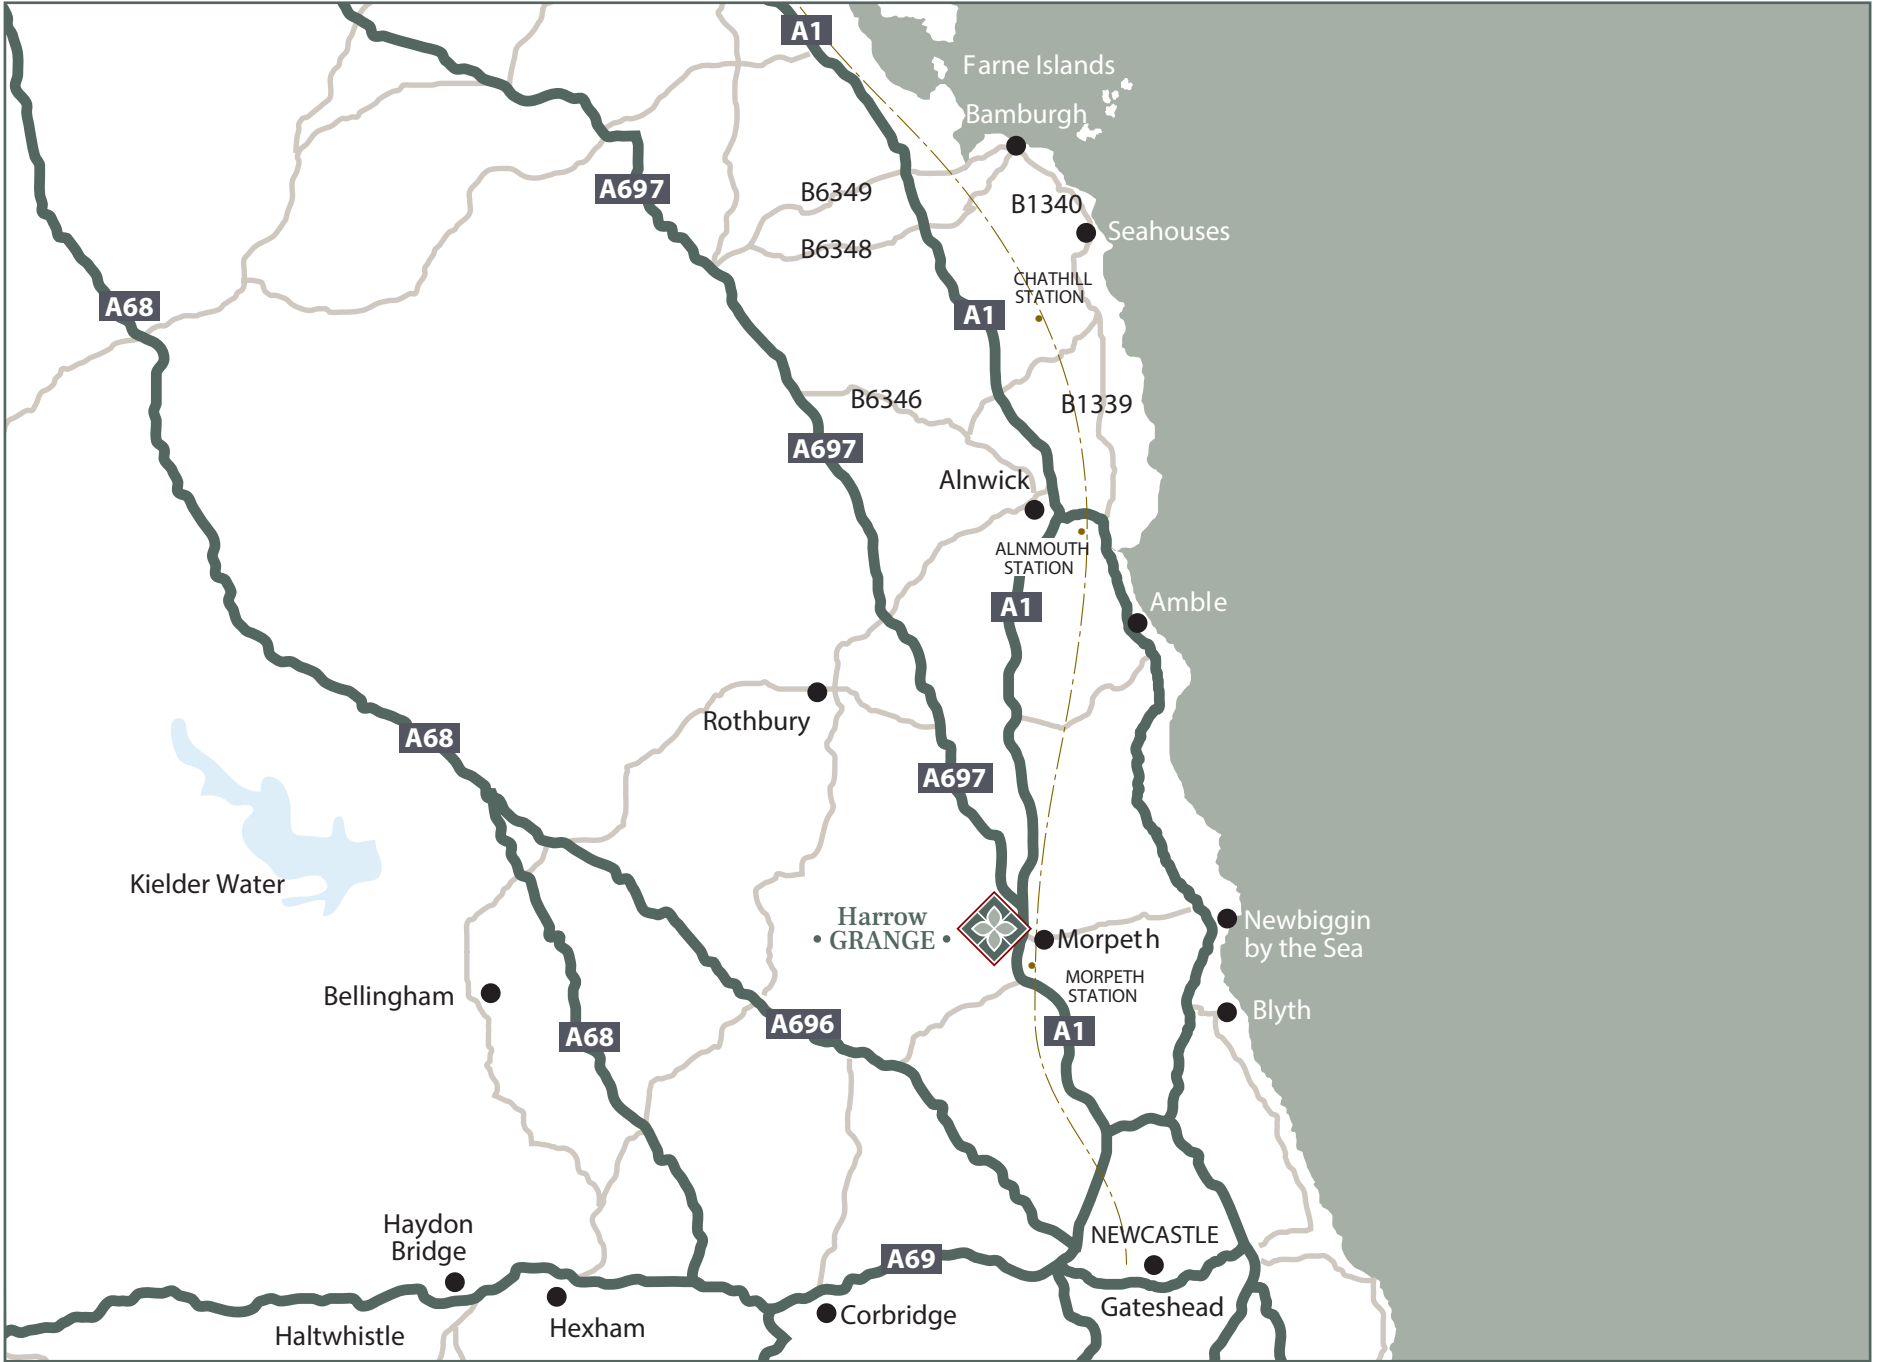 A1
Farne Islands
Bamburgh
A697
B6349
B1340
Seahouses
B6348
CHATHILL
STATION
A68
A1
B6346
B1339
A697
Alnwick
ALNMOUTH
STATION
A1
Amble
Rothbury
A68
A697
Kielder Water
Harrow
• GRANGE •
Morpeth
Newbiggin
by the Sea
MORPETH
STATION
Bellingham
Blyth
A696
A68
A1
Haydon
Bridge
NEWCASTLE
A69
Gateshead
Corbridge
Hexham
Haltwhistle